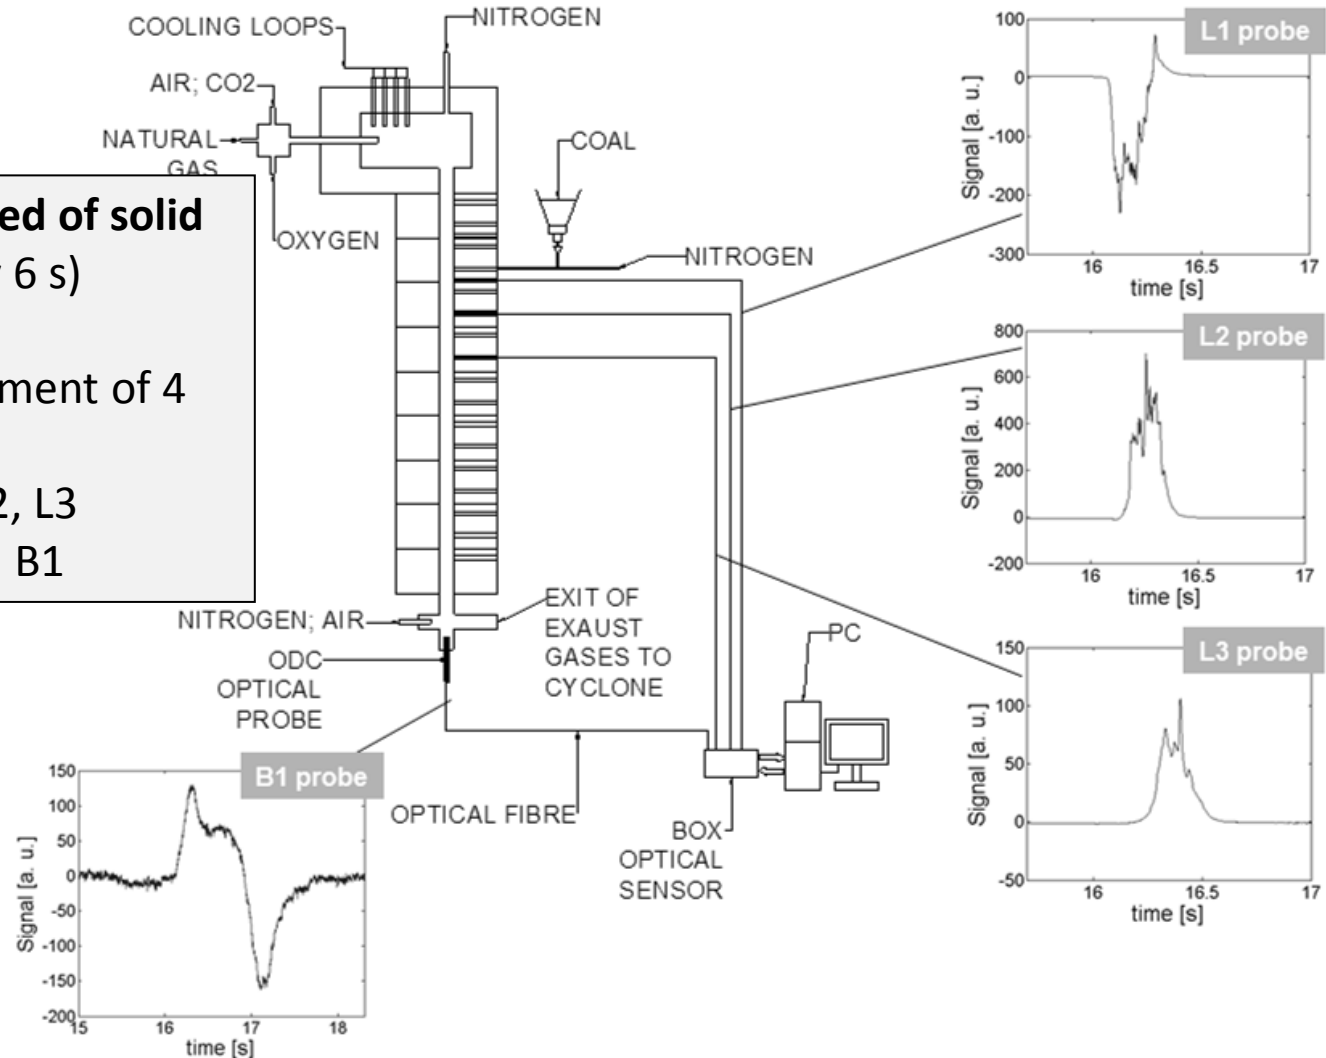 NITROGEN
COOLING LOOPS
AIR; CO2
NATURAL
GAS
OXYGEN
COAL
NITROGEN
ed of solid
6 s)
ment of 4
2, L3
B1
NITROGEN; AIR
ODC
OPTICAL
PROBE
EXIT OF
EXAUST
GASES TO
CYCLONE
PC
OPTICAL FIBRE
BOX
OPTICAL
SENSOR
L1 probe
Signal [a. u.]
100
0
-100
-200
-300
16
16.5
17
time [s]
L2 probe
Signal [a. u.]
800
600
400
200
0
-200
16
16.5
17
time [s]
L3 probe
Signal [a. u.]
150
100
50
0
-50
16
16.5
17
time [s]
B1 probe
Signal [a. u.]
150
100
50
0
-50
-100
-150
-200
15
16
17
18
time [s]